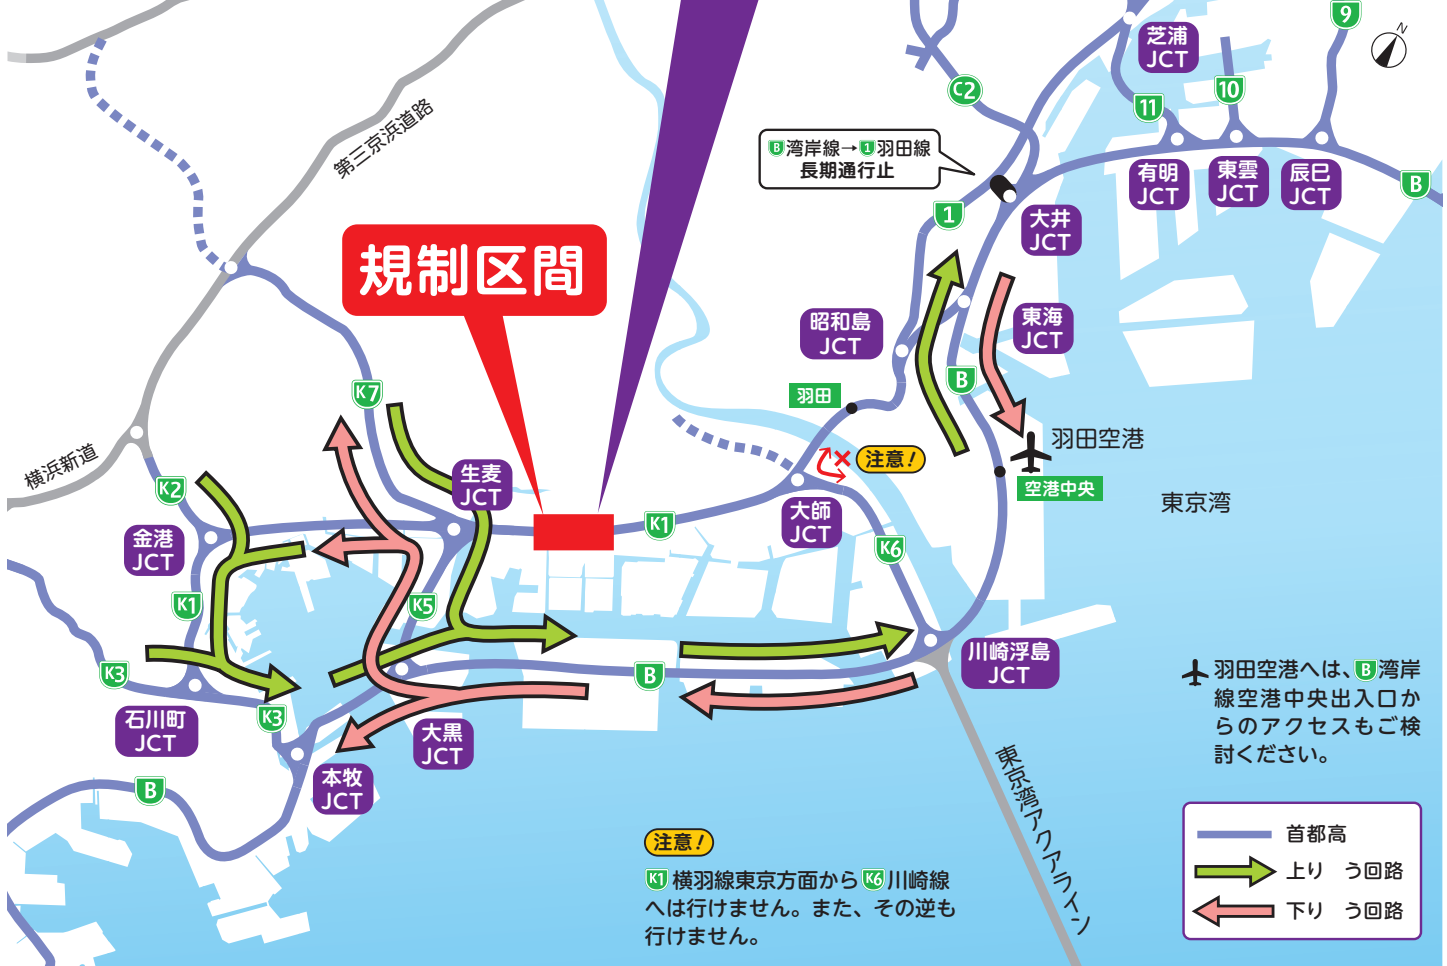 芝浦
JCT
9
N
C2
11
10
第三京浜道路
B湾岸線→1羽田線
長期通行止
有明
JCT
東雲
JCT
辰巳
JCT
B
1
大井
JCT
規制区間
昭和島
JCT
東海
JCT
K7
B
羽田
羽田空港
注意!
空港中央
東京湾
横浜新道
K2
生麦
JCT
金港
JCT
K1
大師
JCT
K6
K1
K5
K3
B
川崎浮島
JCT
石川町
JCT
K3
大黒
JCT
本牧
JCT
B
東京湾アクアライン
羽田空港へは、B湾岸
線空港中央出入口か
らのアクセスもご検
討ください。
注意!
K1横羽線東京方面からK6川崎線
へは行けません。また、その逆も
行けません。
首都高
上り う回路
下り う回路